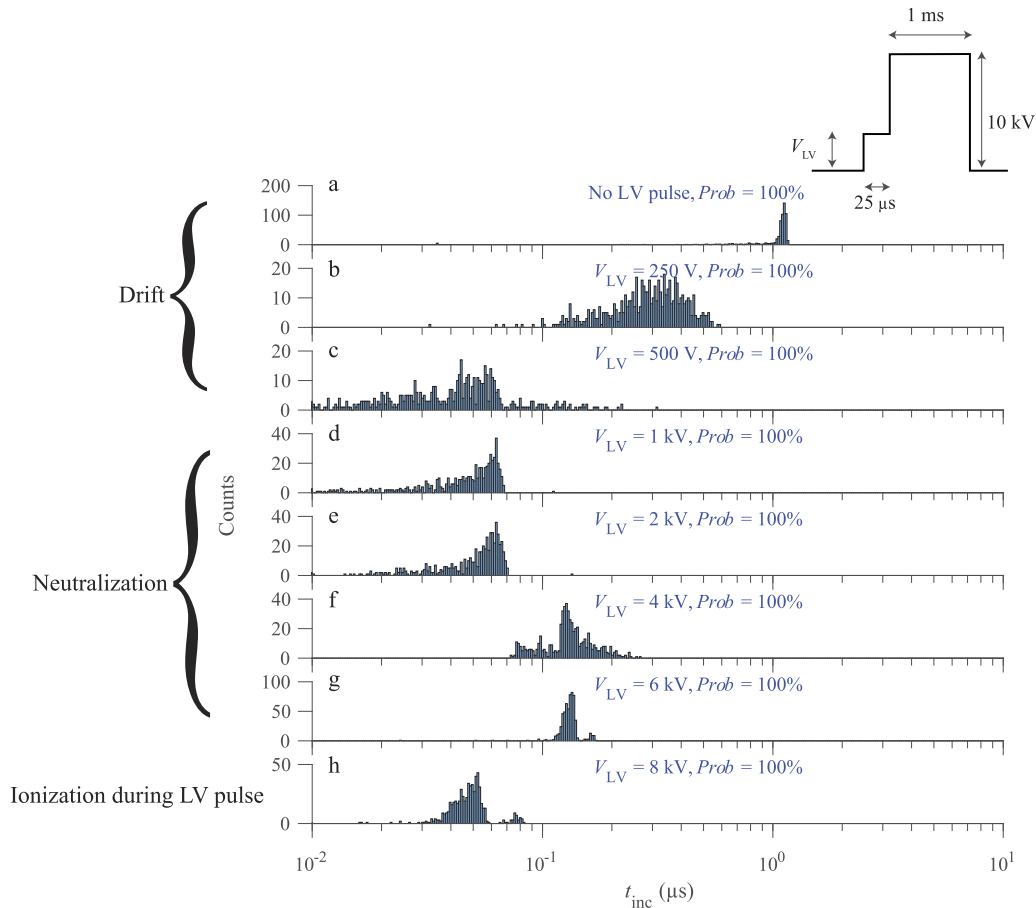 1 ms
10 kV
V_LV
25 µs
a
No LV pulse, Prob = 100%
200
100
0
b
V_LV = 250 V, Prob = 100%
20
10
0
Drift
c
V_LV = 500 V, Prob = 100%
20
10
0
d
V_LV = 1 kV, Prob = 100%
40
20
0
Counts
e
V_LV = 2 kV, Prob = 100%
40
20
0
Neutralization
f
V_LV = 4 kV, Prob = 100%
40
20
0
g
V_LV = 6 kV, Prob = 100%
100
50
0
h
V_LV = 8 kV, Prob = 100%
50
0
Ionization during LV pulse
10⁻² 10⁻¹ 10⁰ 10¹
t_inc (µs)